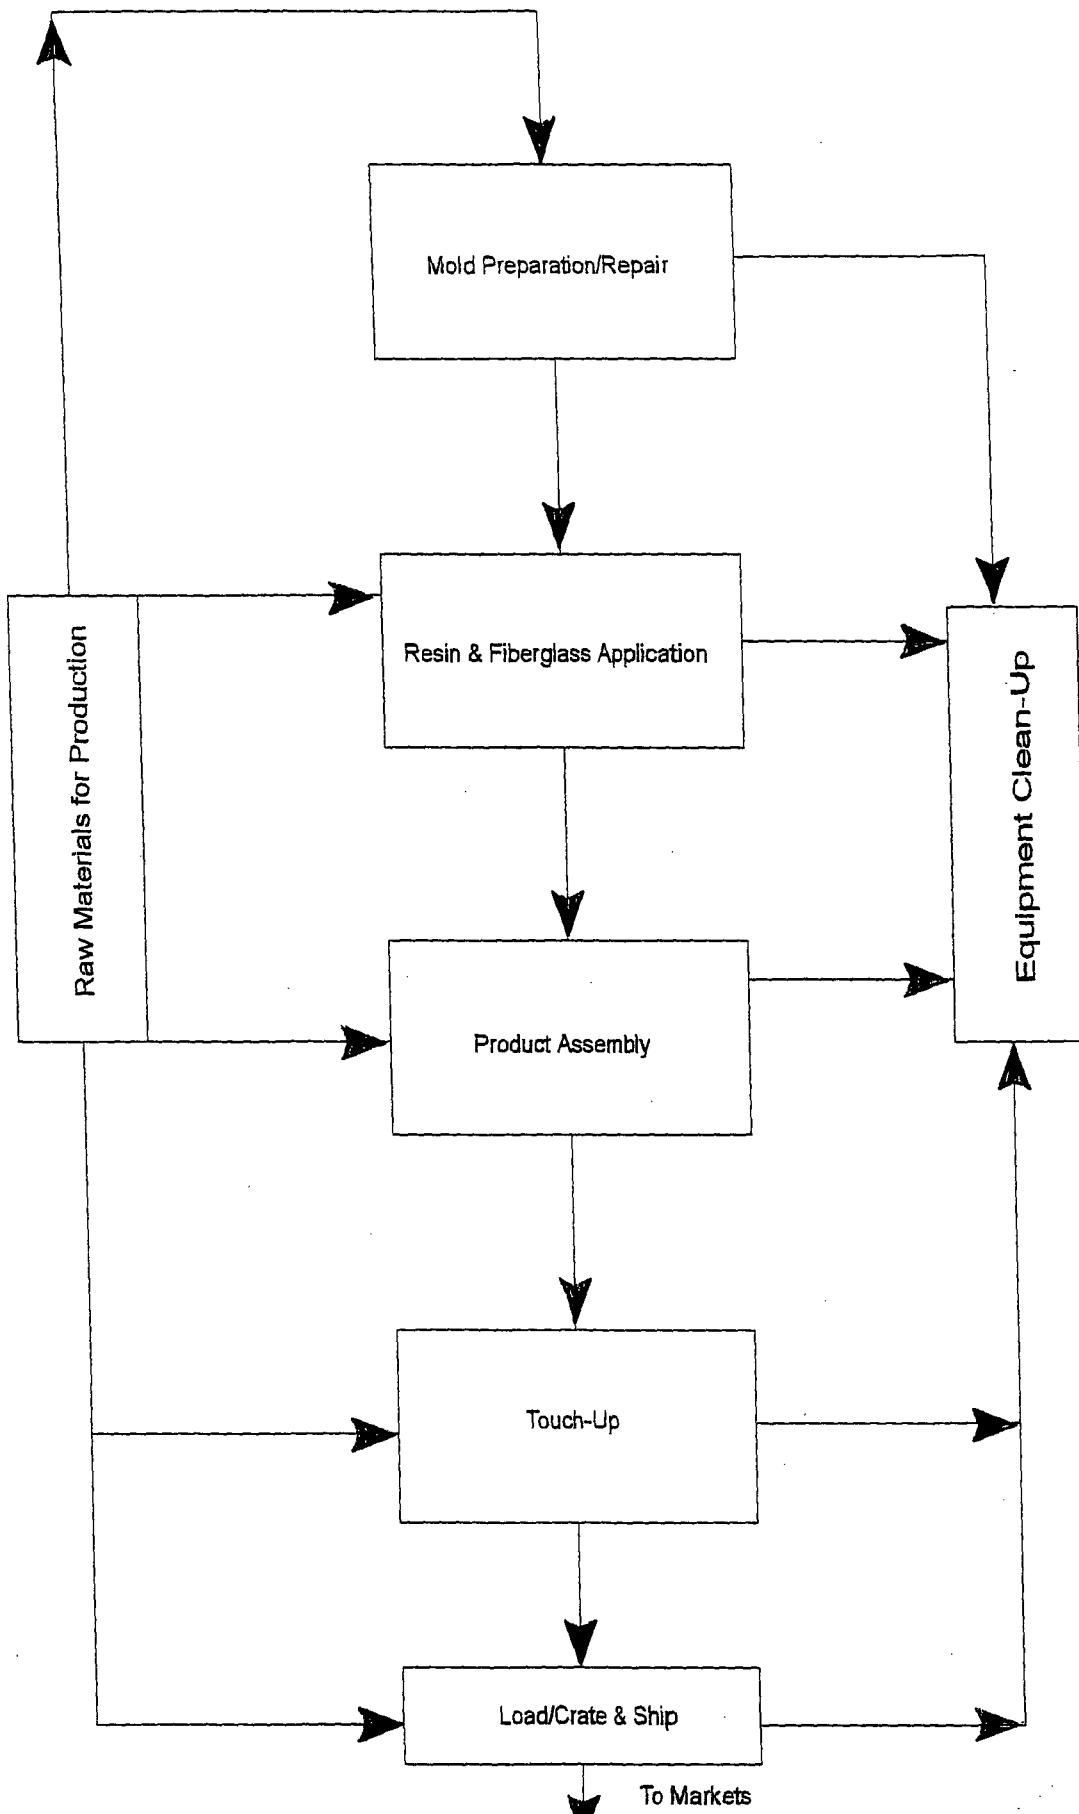 Mold Preparation/Repair
Raw Materials for Production
Resin & Fiberglass Application
Equipment Clean-Up
Product Assembly
Touch-Up
Load/Crate & Ship
To Markets